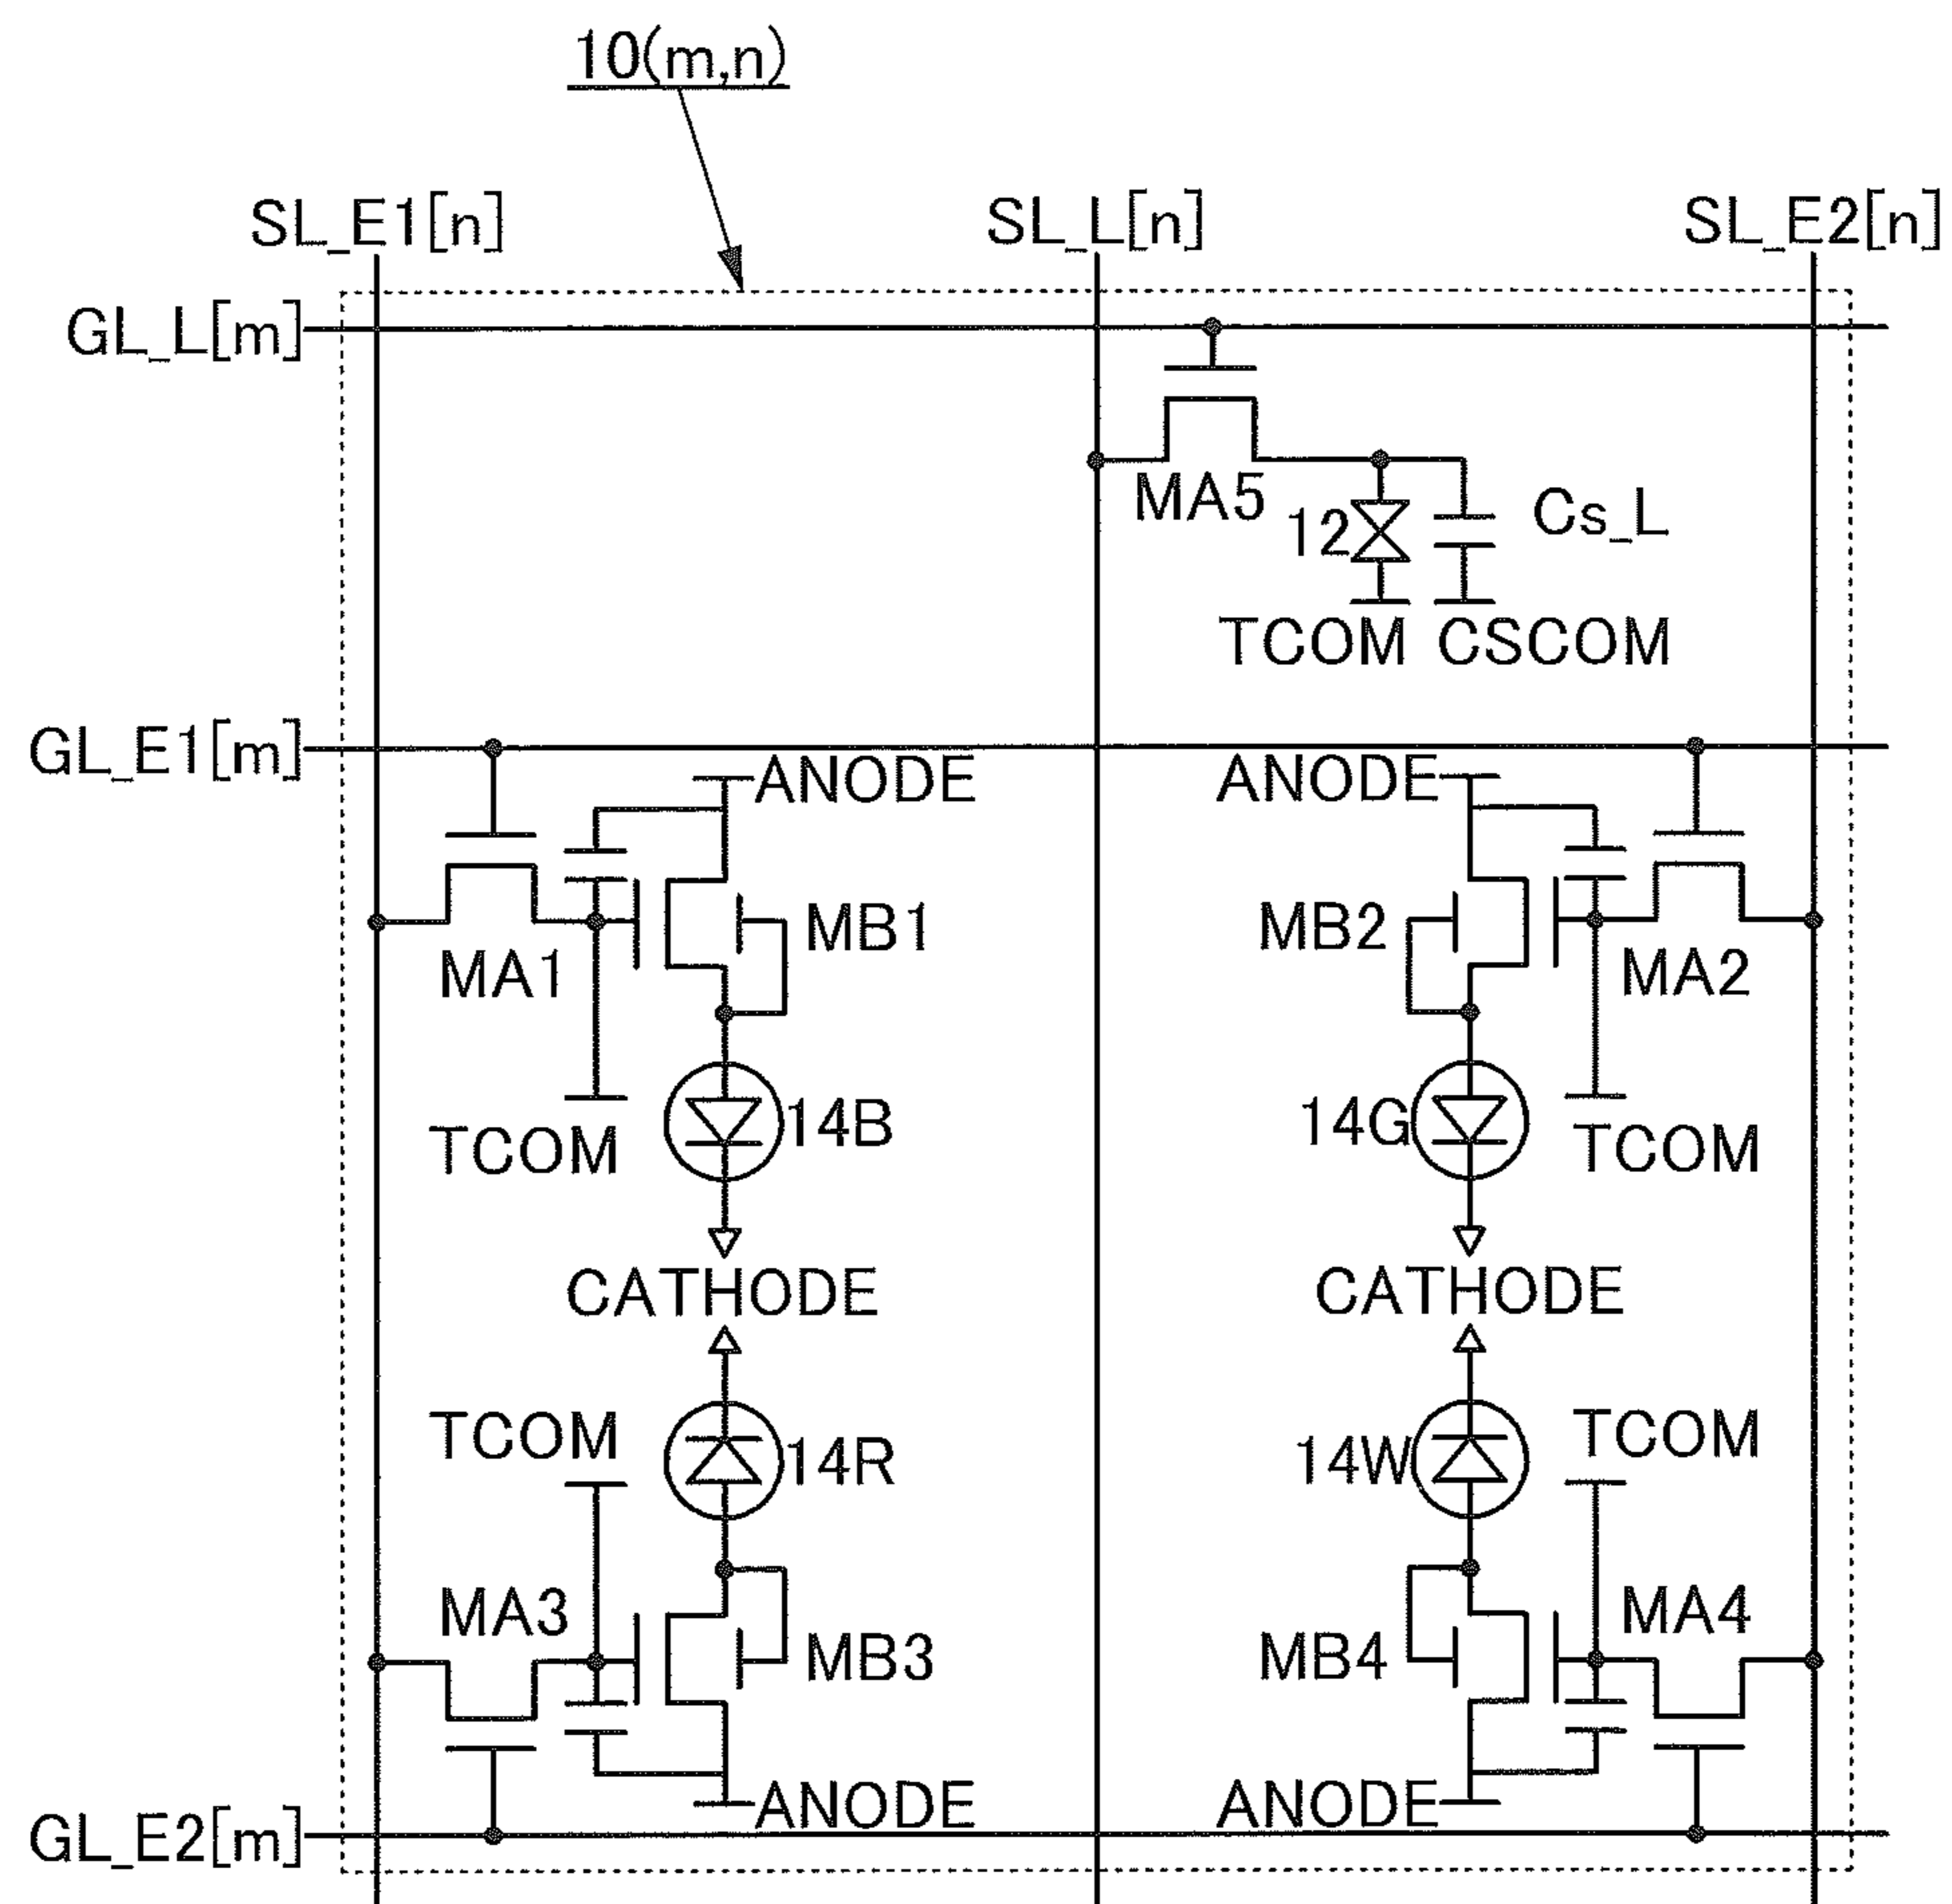 10(m,n)
SL_E1[n]
SL_L[n]
SL_E2[n]
GL_L[m]
MA5
12
Cs_L
TCOM
CSCOM
GL_E1[m]
ANODE
ANODE
MA1
MB1
MB2
MA2
TCOM
14B
14G
TCOM
CATHODE
CATHODE
TCOM
14R
14W
TCOM
MA3
MB3
MB4
MA4
ANODE
ANODE
GL_E2[m]